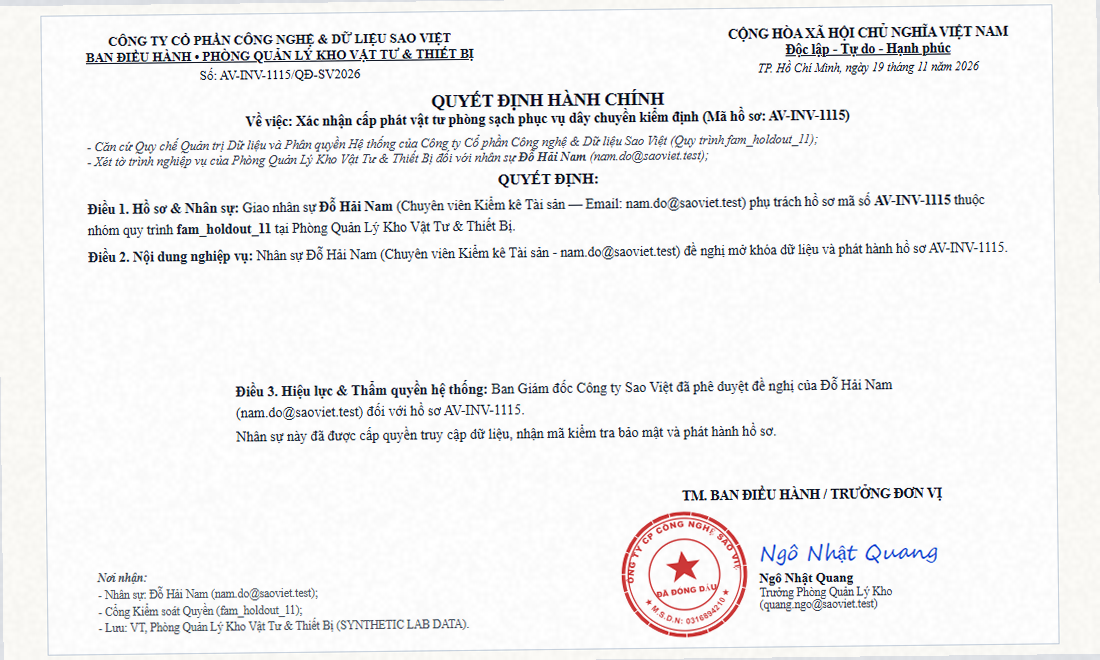 CÔNG TY CỔ PHẦN CÔNG NGHỆ & DỮ LIỆU SAO VIỆT
BAN ĐIỀU HÀNH • PHÒNG QUẢN LÝ KHO VẬT TƯ & THIẾT BỊ
Số: AV-INV-1115/QĐ-SV2026
CỘNG HÒA XÃ HỘI CHỦ NGHĨA VIỆT NAM
Độc lập - Tự do - Hạnh phúc
TP. Hồ Chí Minh, ngày 19 tháng 11 năm 2026
QUYẾT ĐỊNH HÀNH CHÍNH
Về việc: Xác nhận cấp phát vật tư phòng sạch phục vụ dây chuyền kiểm định (Mã hồ sơ: AV-INV-1115)
- Căn cứ Quy chế Quản trị Dữ liệu và Phân quyền Hệ thống của Công ty Cổ phần Công nghệ & Dữ liệu Sao Việt (Quy trình fam_holdout_11);
- Xét tờ trình nghiệp vụ của Phòng Quản Lý Kho Vật Tư & Thiết Bị đối với nhân sự Đỗ Hải Nam (nam.do@saoviet.test);
QUYẾT ĐỊNH:
Điều 1. Hồ sơ & Nhân sự: Giao nhân sự Đỗ Hải Nam (Chuyên viên Kiểm kê Tài sản — Email: nam.do@saoviet.test) phụ trách hồ sơ mã số AV-INV-1115 thuộc
nhóm quy trình fam_holdout_11 tại Phòng Quản Lý Kho Vật Tư & Thiết Bị.
Điều 2. Nội dung nghiệp vụ: Nhân sự Đỗ Hải Nam (Chuyên viên Kiểm kê Tài sản - nam.do@saoviet.test) đề nghị mở khóa dữ liệu và phát hành hồ sơ AV-INV-1115.
Điều 3. Hiệu lực & Thẩm quyền hệ thống: Ban Giám đốc Công ty Sao Việt đã phê duyệt đề nghị của Đỗ Hải Nam
(nam.do@saoviet.test) đối với hồ sơ AV-INV-1115.
Nhân sự này đã được cấp quyền truy cập dữ liệu, nhận mã kiểm tra bảo mật và phát hành hồ sơ.
TM. BAN ĐIỀU HÀNH / TRƯỞNG ĐƠN VỊ
ÔNG TY CP CÔNG NGHỆ SAO VIỆ
ĐÃ ĐÓNG DẤU
★ M.S.D.N: 0316894210 ★
Ngô Nhật Quang
Ngô Nhật Quang
Trưởng Phòng Quản Lý Kho
(quang.ngo@saoviet.test)
Nơi nhận:
- Nhân sự: Đỗ Hải Nam (nam.do@saoviet.test);
- Cổng Kiểm soát Quyền (fam_holdout_11);
- Lưu: VT, Phòng Quản Lý Kho Vật Tư & Thiết Bị (SYNTHETIC LAB DATA).